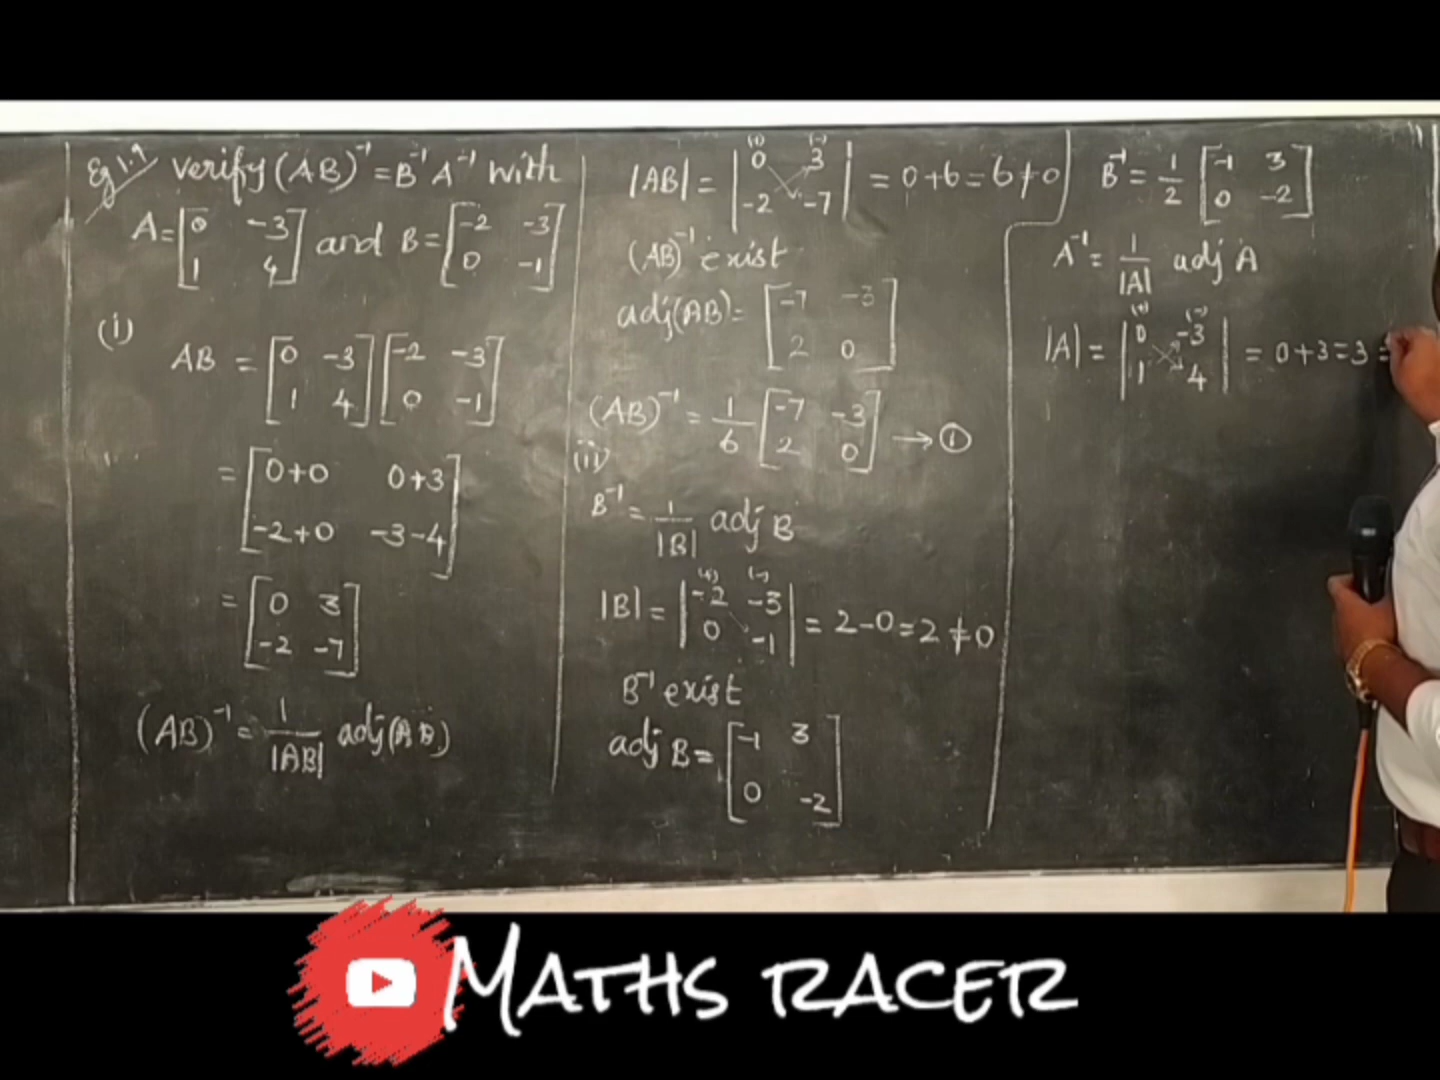 Eg 1.9 verify (AB)⁻¹ = B⁻¹ A⁻¹ with
A = [0 -3; 1 4] and B = [-2 -3; 0 -1]
(i)
AB = [0 -3; 1 4] [-2 -3; 0 -1]
= [0+0 0+3; -2+0 -3-4]
= [0 3; -2 -7]
(AB)⁻¹ = 1/|AB| adj(AB)
|AB| = |0 3; -2 -7| (+) (-) = 0+6 = 6 ≠ 0
(AB)⁻¹ exist
adj(AB) = [-7 -3; 2 0]
(AB)⁻¹ = 1/6 [-7 -3; 2 0] → ①
(ii)
B⁻¹ = 1/|B| adj B
|B| = |-2 -3; 0 -1| (+) (-) = 2-0 = 2 ≠ 0
B⁻¹ exist
adj B = [-1 3; 0 -2]
B⁻¹ = 1/2 [-1 3; 0 -2]
A⁻¹ = 1/|A| adj A
|A| = |0 -3; 1 4| (+) (-) = 0+3 = 3 =
MATHS RACER